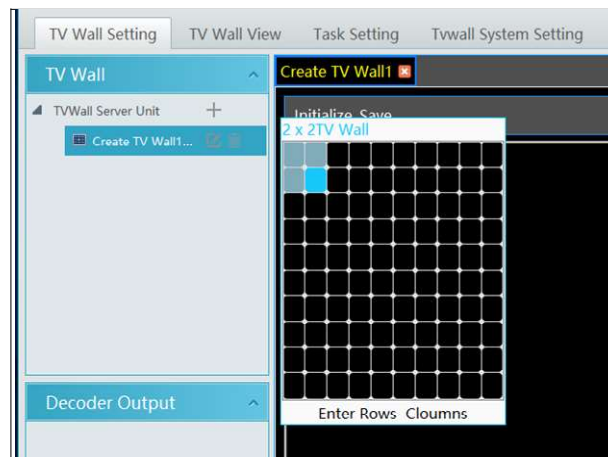 TV Wall Setting TV Wall View Task Setting Tvwall System Setting
TV Wall
Create TV Wall1
TVWall Server Unit
Initialize Save
Create TV Wall1...
2 x 2TV Wall
Decoder Output
Enter Rows Cloumns